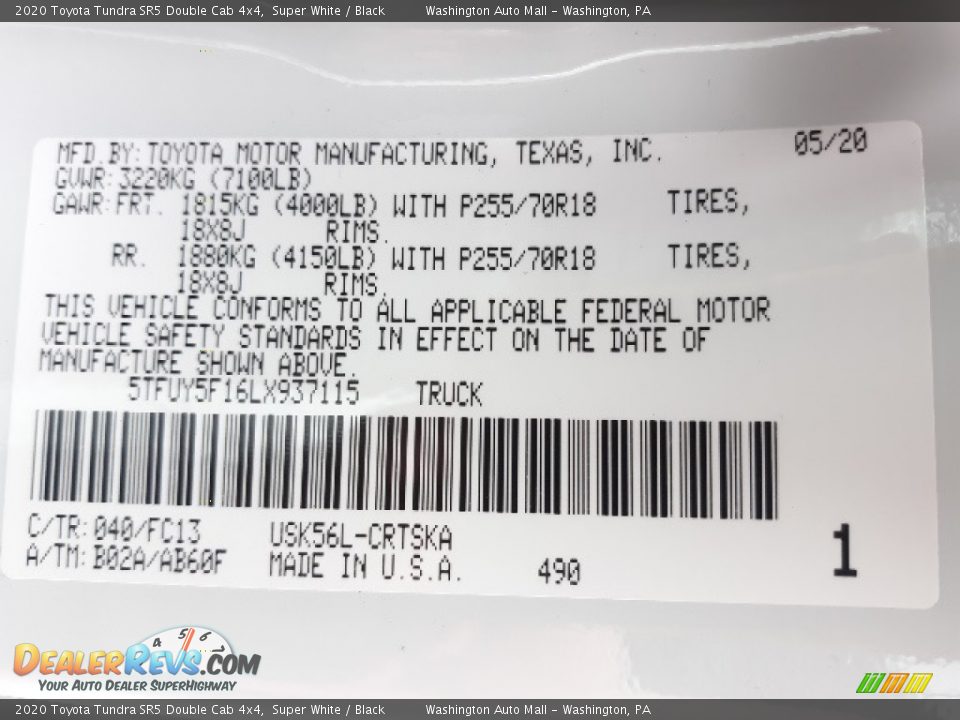 2020 Toyota Tundra SR5 Double Cab 4x4, Super White / Black Washington Auto Mall - Washington, PA
MFD. BY: TOYOTA MOTOR MANUFACTURING, TEXAS, INC. 05/20
GVWR: 3220KG (7100LB)
GAWR: FRT. 1815KG (4000LB) WITH P255/70R18 TIRES,
18X8J RIMS.
RR. 1880KG (4150LB) WITH P255/70R18 TIRES,
18X8J RIMS.
THIS VEHICLE CONFORMS TO ALL APPLICABLE FEDERAL MOTOR
VEHICLE SAFETY STANDARDS IN EFFECT ON THE DATE OF
MANUFACTURE SHOWN ABOVE.
5TFUY5F16LX937115 TRUCK
C/TR: 040/FC13 USK56L-CRTSKA
A/TM: B02A/AB60F MADE IN U.S.A. 490 1
4 5 6
DEALERREVS.COM
YOUR AUTO DEALER SUPERHIGHWAY
2020 Toyota Tundra SR5 Double Cab 4x4, Super White / Black Washington Auto Mall - Washington, PA